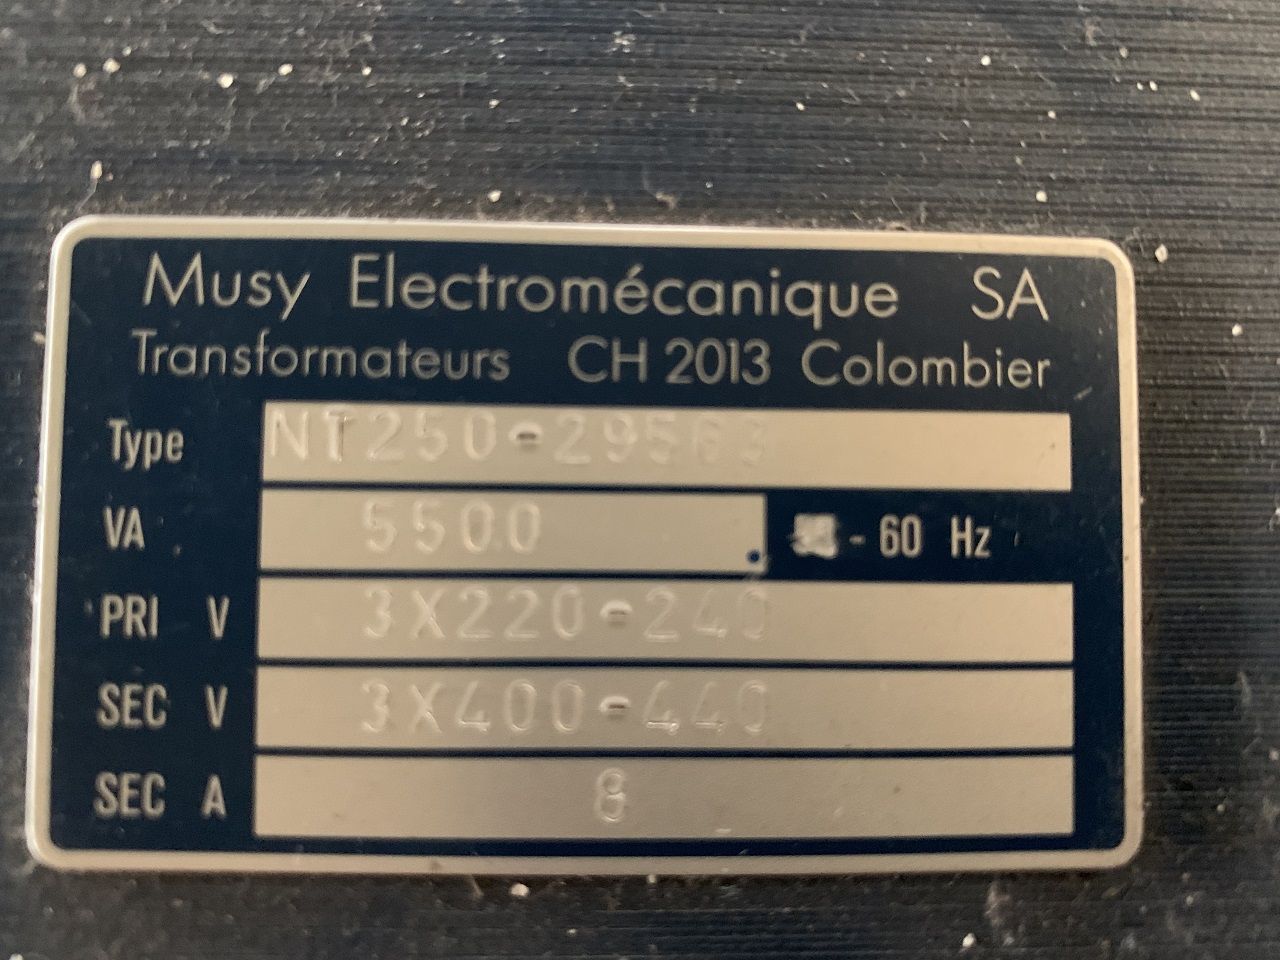 Musy Electromécanique SA
Transformateurs CH 2013 Colombier
Type NT250-29563
VA 5500 - 60 Hz
PRI V 3X220-240
SEC V 3X400-440
SEC A 8